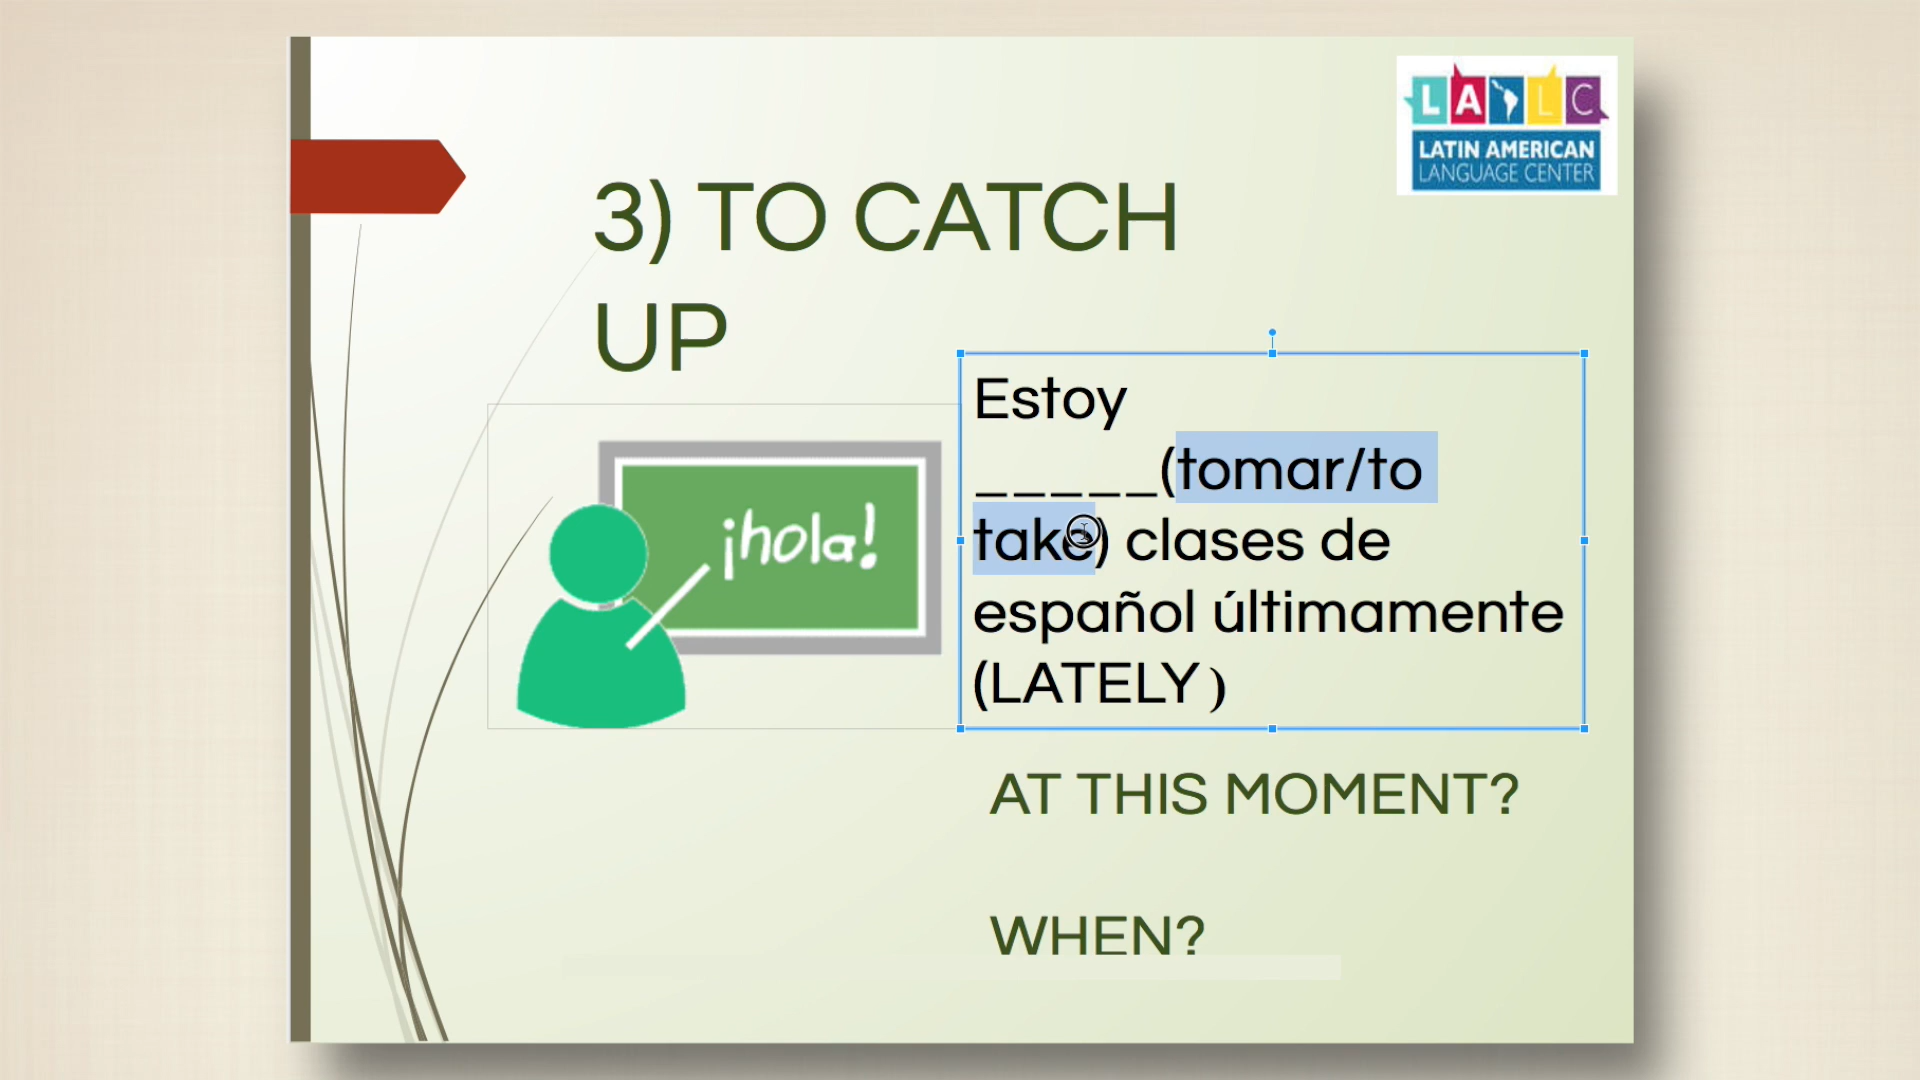 LALC
LATIN AMERICAN
LANGUAGE CENTER
3) TO CATCH
UP
¡hola!
Estoy
_____(tomar/to
take) clases de
español últimamente
(LATELY)
AT THIS MOMENT?
WHEN?